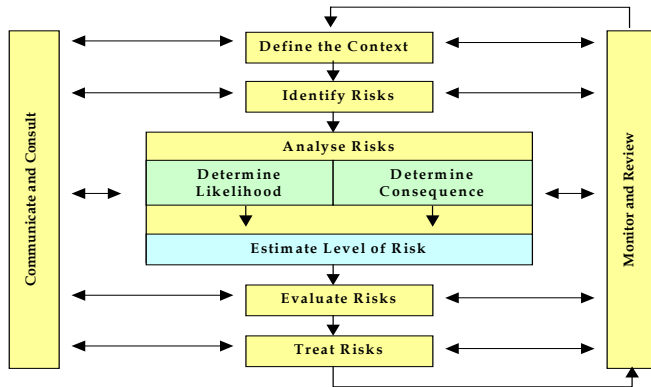 Define the Context
Identify Risks
Analyse Risks
Determine
Likelihood
Determine
Consequence
Estimate Level of Risk
Evaluate Risks
Treat Risks
Communicate and Consult
Monitor and Review